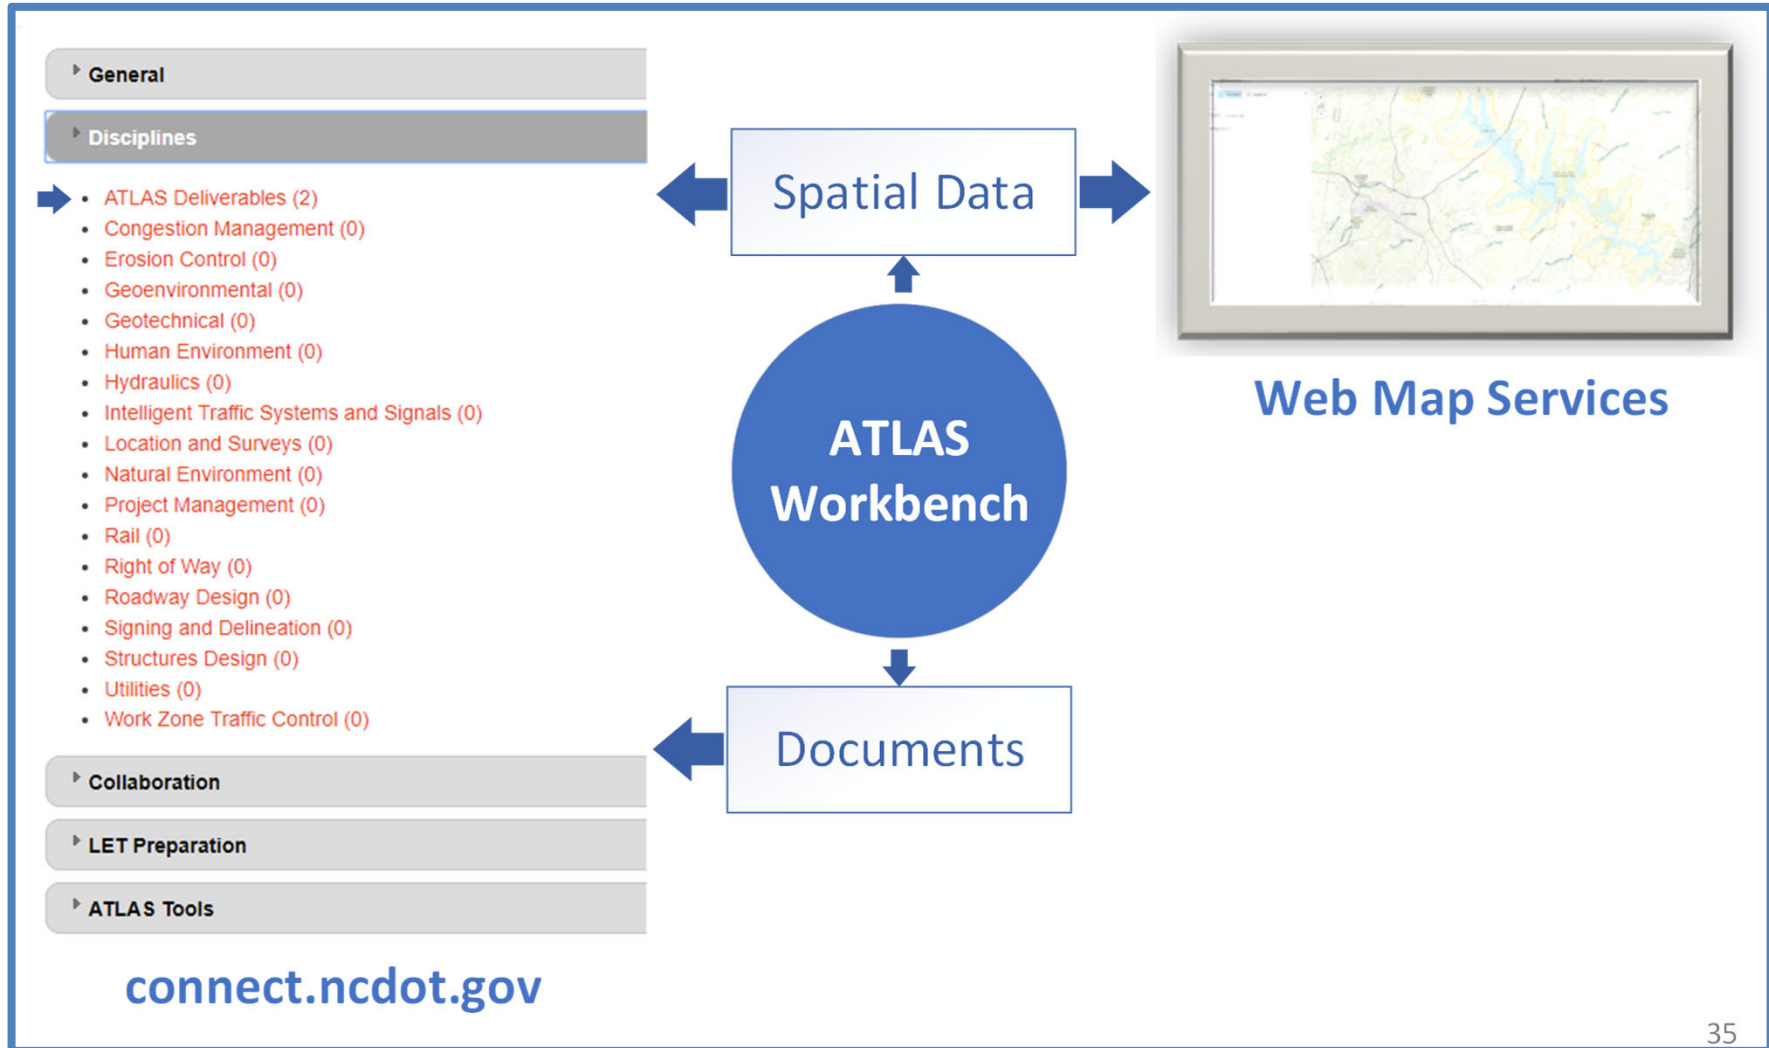 General
Disciplines
ATLAS Deliverables (2)
Congestion Management (0)
Erosion Control (0)
Geoenvironmental (0)
Geotechnical (0)
Human Environment (0)
Hydraulics (0)
Intelligent Traffic Systems and Signals (0)
Location and Surveys (0)
Natural Environment (0)
Project Management (0)
Rail (0)
Right of Way (0)
Roadway Design (0)
Signing and Delineation (0)
Structures Design (0)
Utilities (0)
Work Zone Traffic Control (0)
Collaboration
LET Preparation
ATLAS Tools
connect.ncdot.gov
Spatial Data
ATLAS
Workbench
Documents
Web Map Services
35